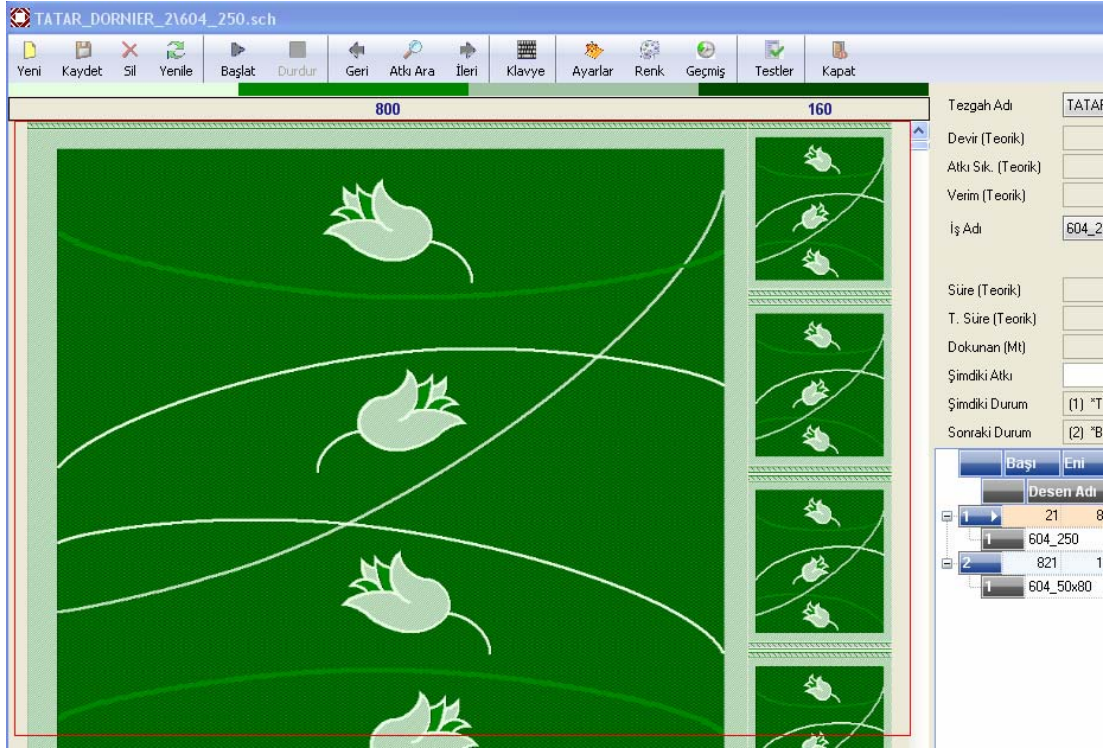 TATAR_DORNIER_2\604_250.sch
Yeni Kaydet Sil Yenile Başlat Durdur Geri Atkı Ara İleri Klavye Ayarlar Renk Geçmiş Testler Kapat
800 160
Tezgah Adı TATAR
Devir (Teorik)
Atkı Sık. (Teorik)
Verim (Teorik)
İş Adı 604_2
Süre (Teorik)
T. Süre (Teorik)
Dokunan (Mt)
Şimdiki Atkı
Şimdiki Durum (1) *T
Sonraki Durum (2) *B
Başı Eni
Desen Adı
1 21 8
1 604_250
2 821 1
1 604_50x80